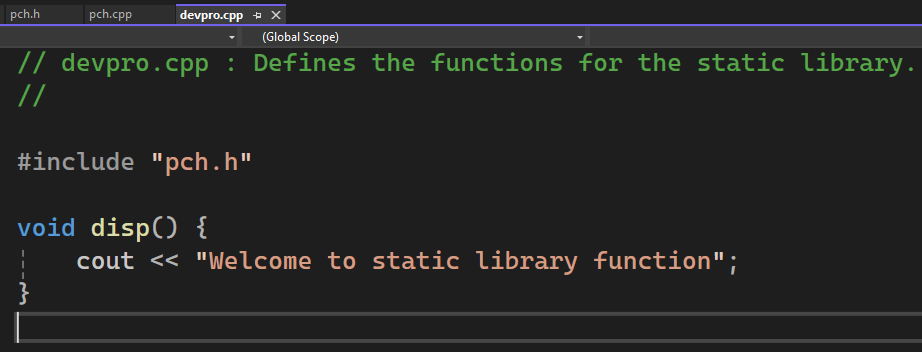 pch.h pch.cpp devpro.cpp
(Global Scope)
// devpro.cpp : Defines the functions for the static library.
//
#include "pch.h"
void disp() {
cout << "Welcome to static library function";
}